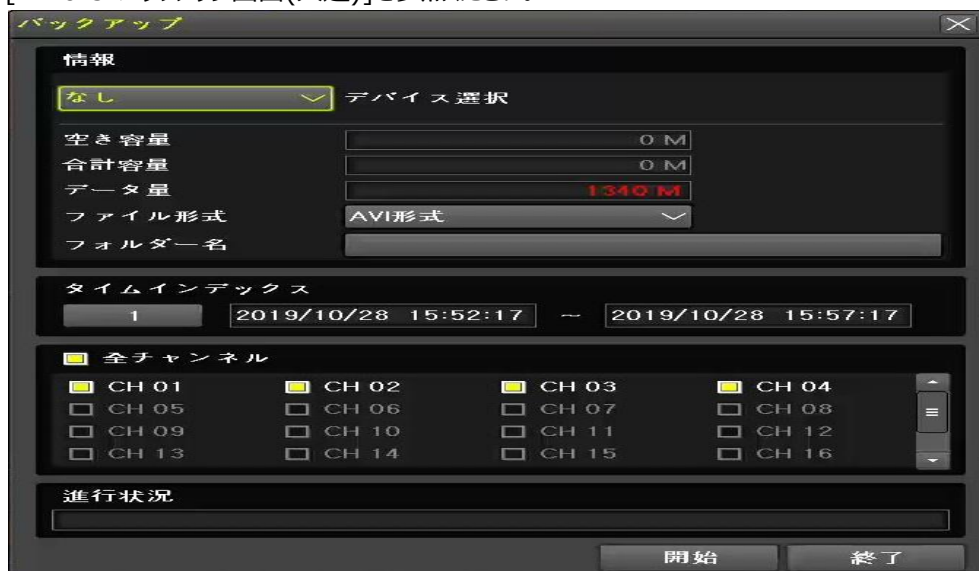 バックアップ
情報
なし デバイス選択
空き容量 0 M
合計容量 0 M
データ量 1340 M
ファイル形式 AVI形式
フォルダー名
タイムインデックス
1 2019/10/28 15:52:17 ~ 2019/10/28 15:57:17
全チャンネル
CH 01 CH 02 CH 03 CH 04
CH 05 CH 06 CH 07 CH 08
CH 09 CH 10 CH 11 CH 12
CH 13 CH 14 CH 15 CH 16
進行状況
開始 終了